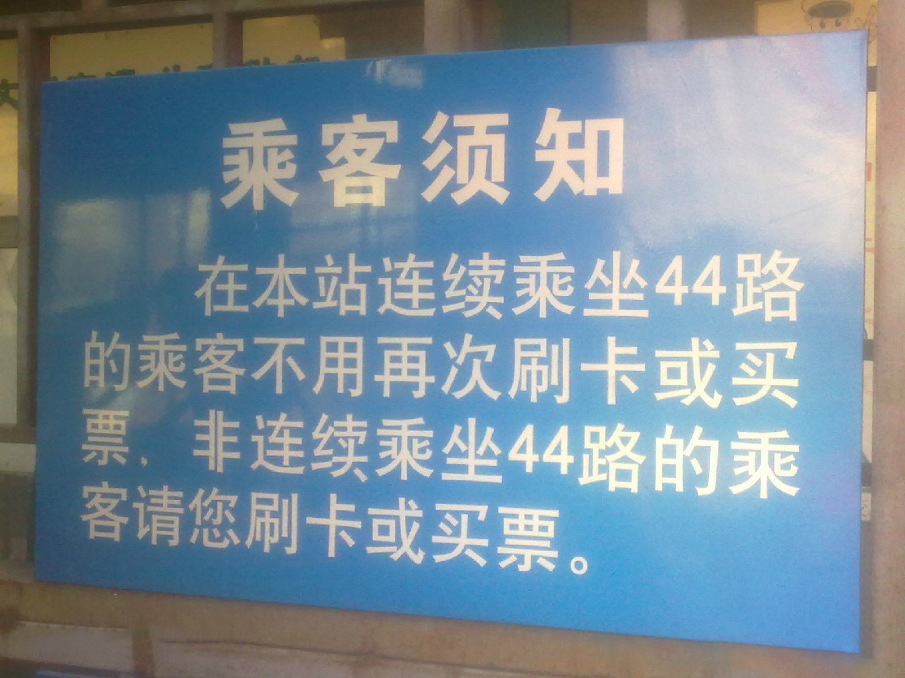 乘客须知
在本站连续乘坐44路
的乘客不用再次刷卡或买
票，非连续乘坐44路的乘
客请您刷卡或买票。